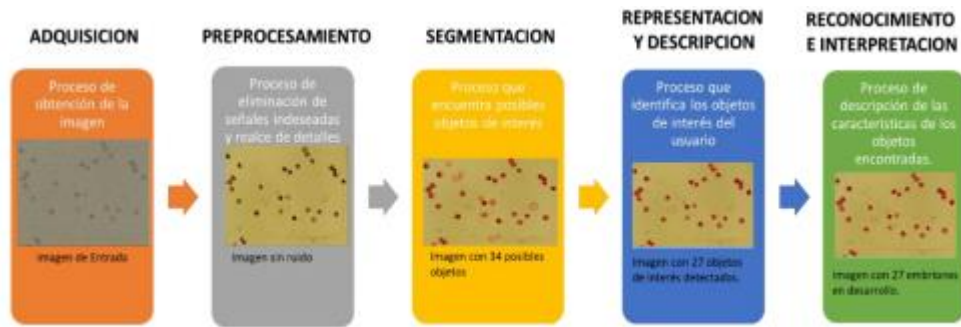 ADQUISICION
Proceso de
obtención de la
imagen
Imagen de Entrada
PREPROCESAMIENTO
Proceso de
eliminación de
señales indeseadas
y realce de detalles
Imagen sin ruido
SEGMENTACION
Proceso que
encuentra posibles
objetos de interés
Imagen con 34 posibles
objetos
REPRESENTACION
Y DESCRIPCION
Proceso que
identifica los objetos
de interés del
usuario
Imagen con 27 objetos
de interés detectados.
RECONOCIMIENTO
E INTERPRETACION
Proceso de
descripción de las
características de los
objetos
encontradas.
Imagen con 27 embriones
en desarrollo.